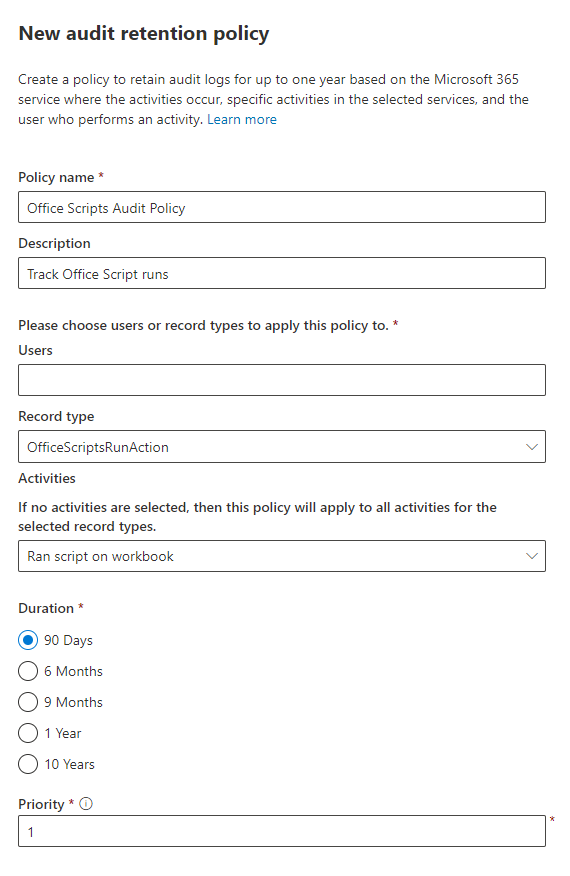 New audit retention policy
Create a policy to retain audit logs for up to one year based on the Microsoft 365
service where the activities occur, specific activities in the selected services, and the
user who performs an activity. Learn more
Policy name *
Office Scripts Audit Policy
Description
Track Office Script runs
Please choose users or record types to apply this policy to. *
Users
Record type
OfficeScriptsRunAction
Activities
If no activities are selected, then this policy will apply to all activities for the
selected record types.
Ran script on workbook
Duration *
90 Days
6 Months
9 Months
1 Year
10 Years
Priority *
1 *